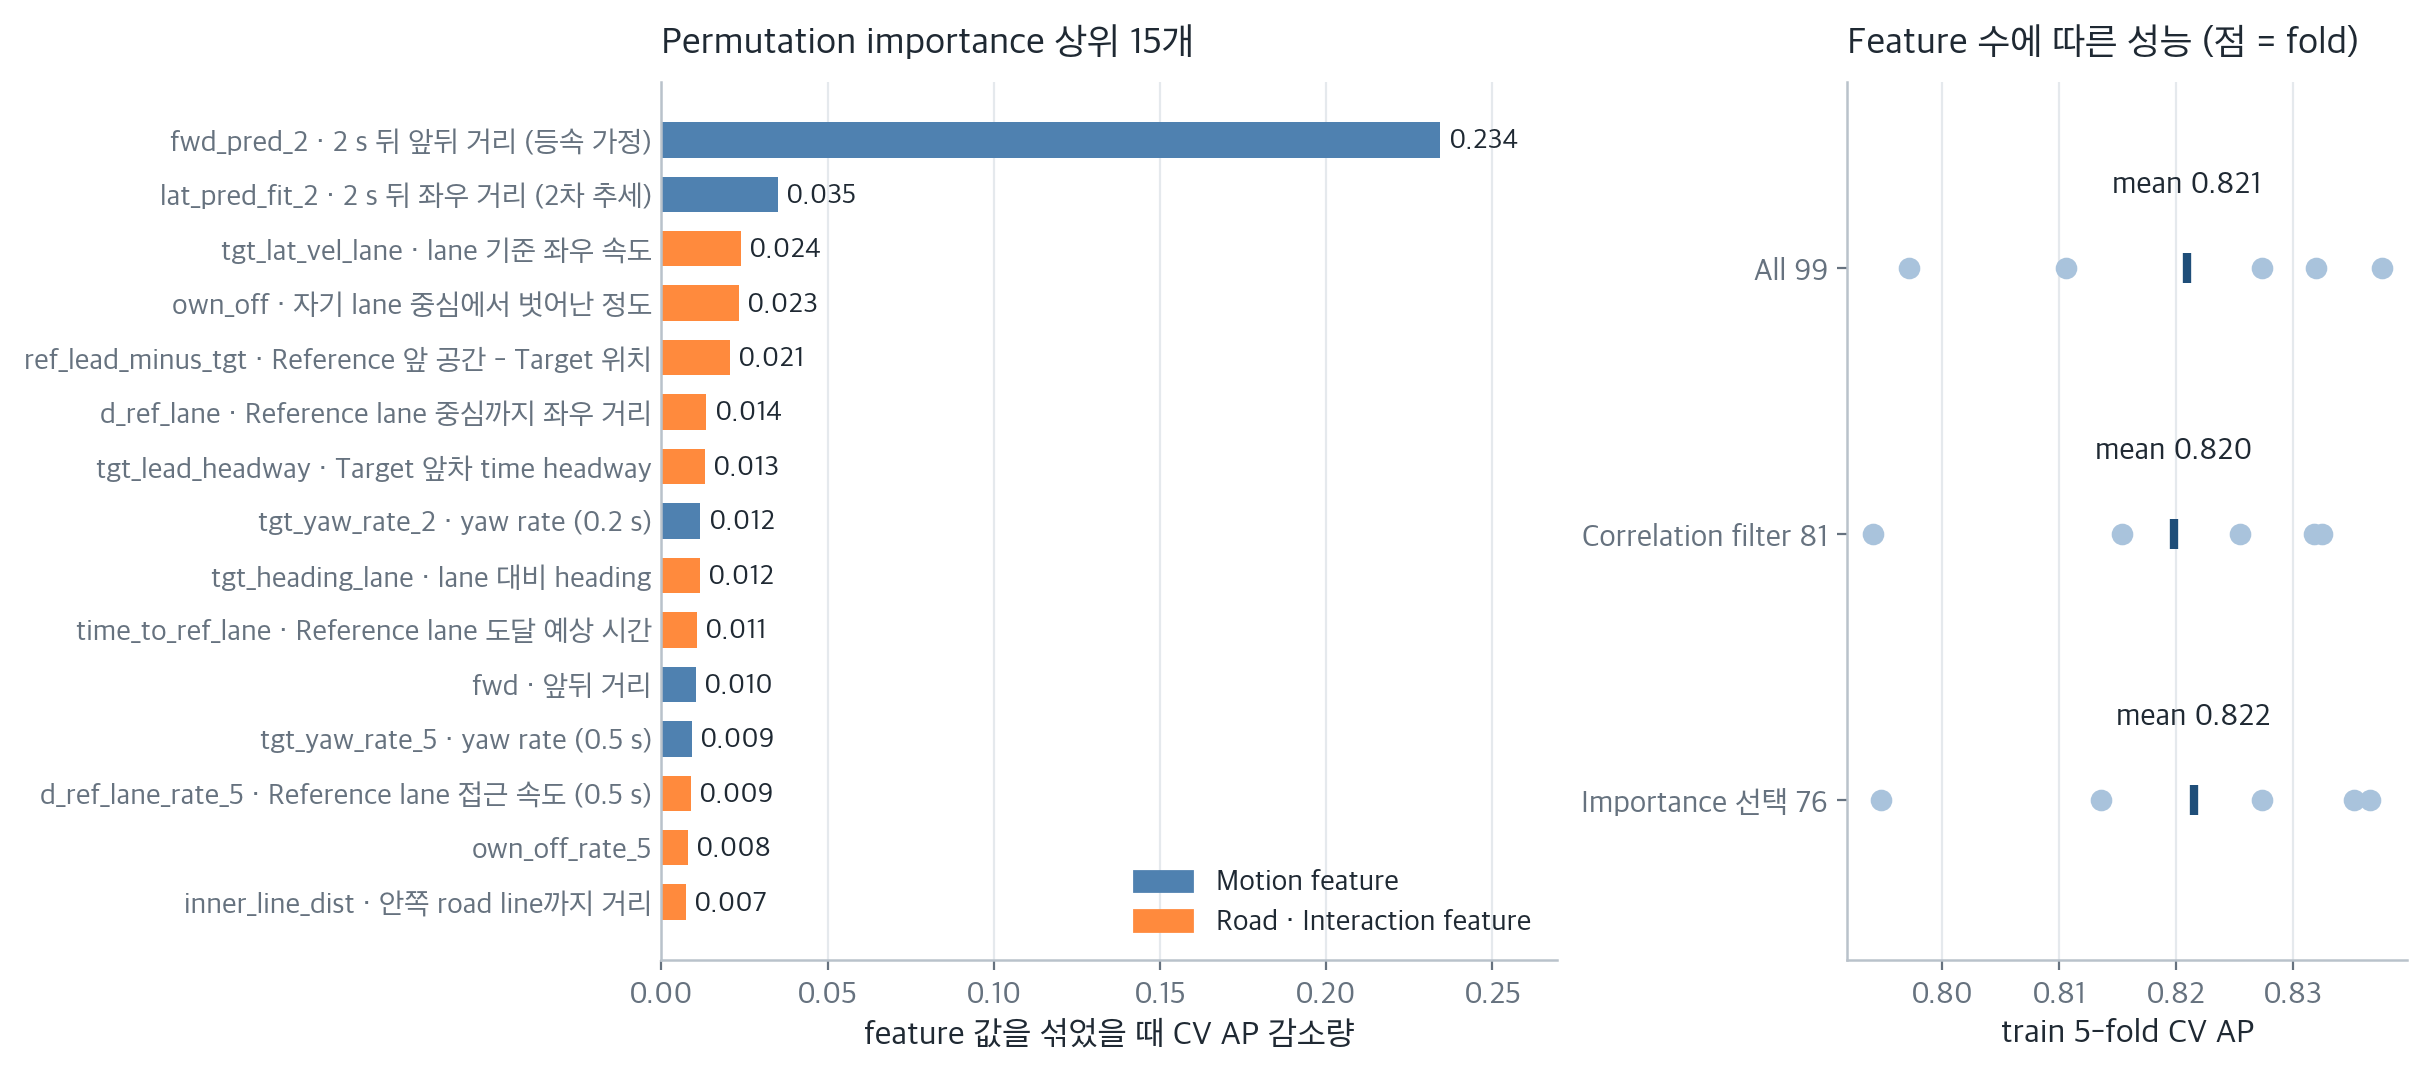 Permutation importance 상위 15개
fwd_pred_2 · 2 s 뒤 앞뒤 거리 (등속 가정)
0.234
lat_pred_fit_2 · 2 s 뒤 좌우 거리 (2차 추세)
0.035
tgt_lat_vel_lane · lane 기준 좌우 속도
0.024
own_off · 자기 lane 중심에서 벗어난 정도
0.023
ref_lead_minus_tgt · Reference 앞 공간 - Target 위치
0.021
d_ref_lane · Reference lane 중심까지 좌우 거리
0.014
tgt_lead_headway · Target 앞차 time headway
0.013
tgt_yaw_rate_2 · yaw rate (0.2 s)
0.012
tgt_heading_lane · lane 대비 heading
0.012
time_to_ref_lane · Reference lane 도달 예상 시간
0.011
fwd · 앞뒤 거리
0.010
tgt_yaw_rate_5 · yaw rate (0.5 s)
0.009
d_ref_lane_rate_5 · Reference lane 접근 속도 (0.5 s)
0.009
own_off_rate_5
0.008
inner_line_dist · 안쪽 road line까지 거리
0.007
Motion feature
Road · Interaction feature
0.00 0.05 0.10 0.15 0.20 0.25
feature 값을 섞었을 때 CV AP 감소량
Feature 수에 따른 성능 (점 = fold)
mean 0.821
All 99
mean 0.820
Correlation filter 81
mean 0.822
Importance 선택 76
0.80 0.81 0.82 0.83
train 5-fold CV AP